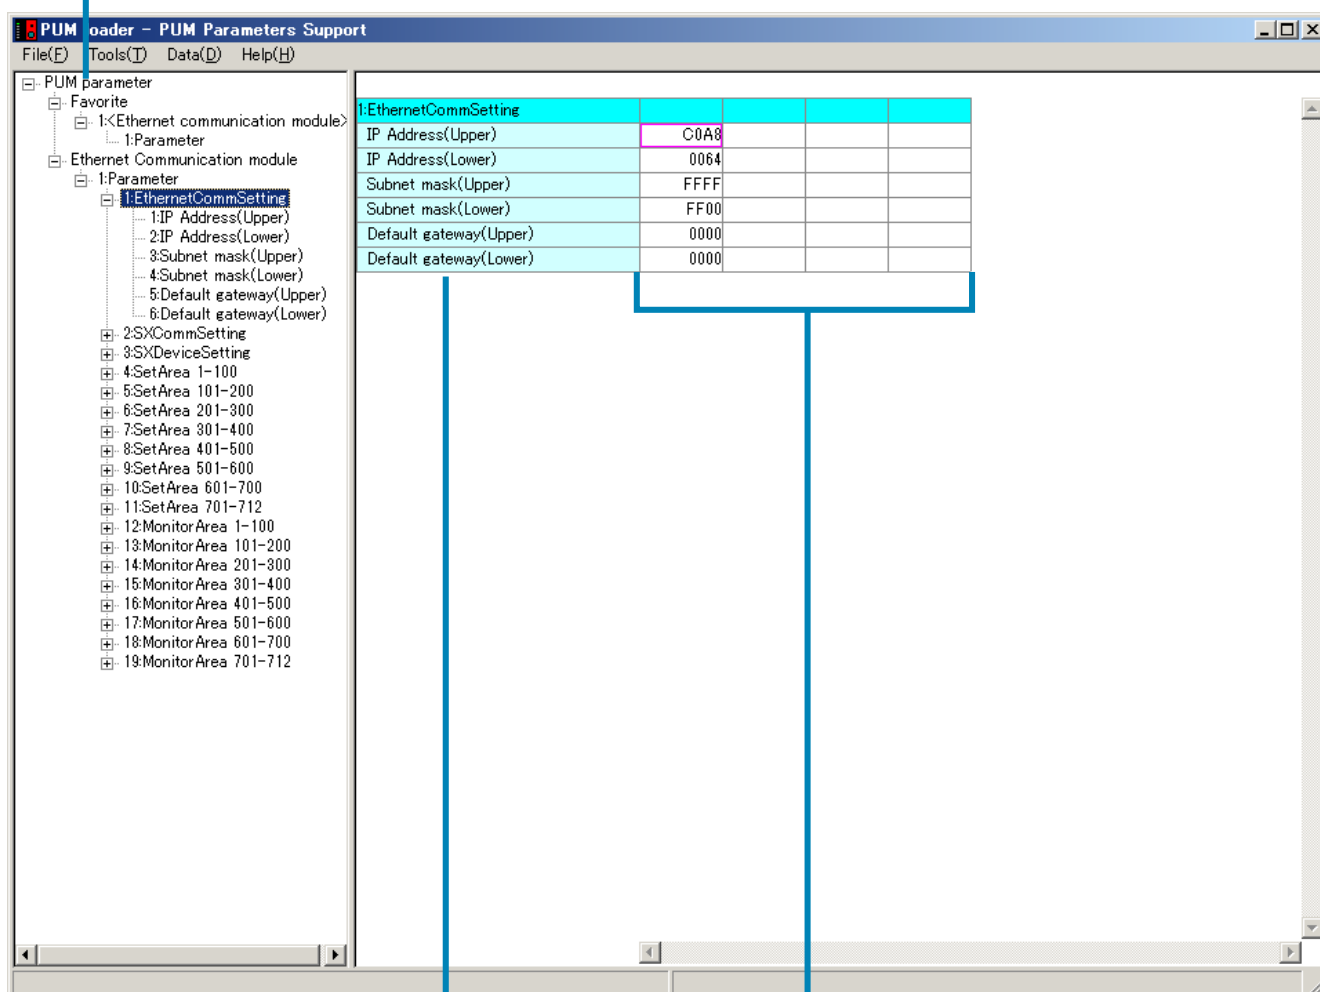 PUM loader - PUM Parameters Support
File(F) Tools(T) Data(D) Help(H)
PUM parameter
Favorite
1:<Ethernet communication module>
1:Parameter
Ethernet Communication module
1:Parameter
1:EthernetCommSetting
1:IP Address(Upper)
2:IP Address(Lower)
3:Subnet mask(Upper)
4:Subnet mask(Lower)
5:Default gateway(Upper)
6:Default gateway(Lower)
2:SXCommSetting
3:SXDeviceSetting
4:SetArea 1-100
5:SetArea 101-200
6:SetArea 201-300
7:SetArea 301-400
8:SetArea 401-500
9:SetArea 501-600
10:SetArea 601-700
11:SetArea 701-712
12:MonitorArea 1-100
13:MonitorArea 101-200
14:MonitorArea 201-300
15:MonitorArea 301-400
16:MonitorArea 401-500
17:MonitorArea 501-600
18:MonitorArea 601-700
19:MonitorArea 701-712
1:EthernetCommSetting
IP Address(Upper) C0A8
IP Address(Lower) 0064
Subnet mask(Upper) FFFF
Subnet mask(Lower) FF00
Default gateway(Upper) 0000
Default gateway(Lower) 0000